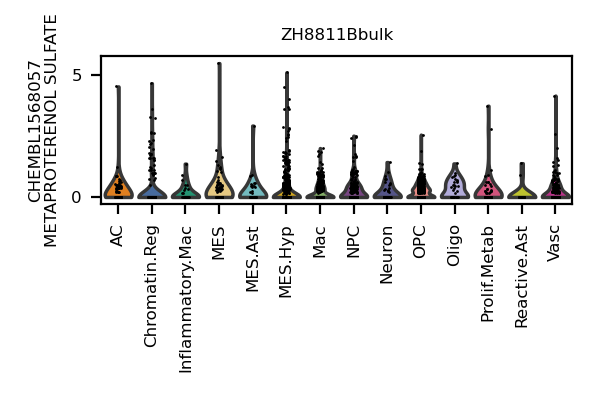 ZH8811Bbulk
CHEMBL1568057
METAPROTERENOL SULFATE
5
0
AC
Chromatin.Reg
Inflammatory.Mac
MES
MES.Ast
MES.Hyp
Mac
NPC
Neuron
OPC
Oligo
Prolif.Metab
Reactive.Ast
Vasc